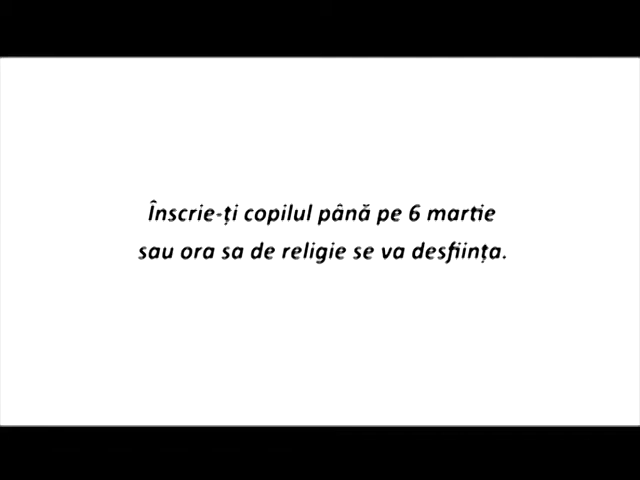 Înscrie-ți copilul până pe 6 martie
sau ora sa de religie se va desființa.